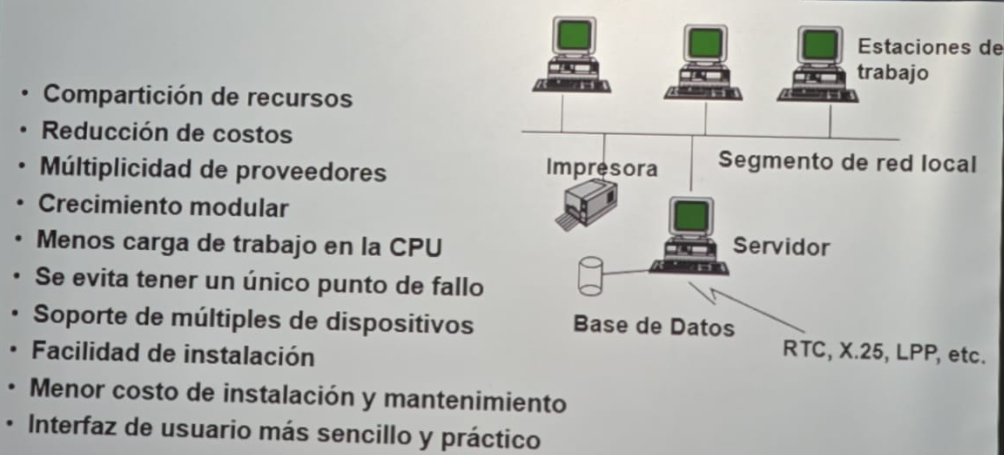 • Compartición de recursos
• Reducción de costos
• Múltiplicidad de proveedores
• Crecimiento modular
• Menos carga de trabajo en la CPU
• Se evita tener un único punto de fallo
• Soporte de múltiples de dispositivos
• Facilidad de instalación
• Menor costo de instalación y mantenimiento
• Interfaz de usuario más sencillo y práctico
Estaciones de
trabajo
Impresora
Segmento de red local
Servidor
Base de Datos
RTC, X.25, LPP, etc.